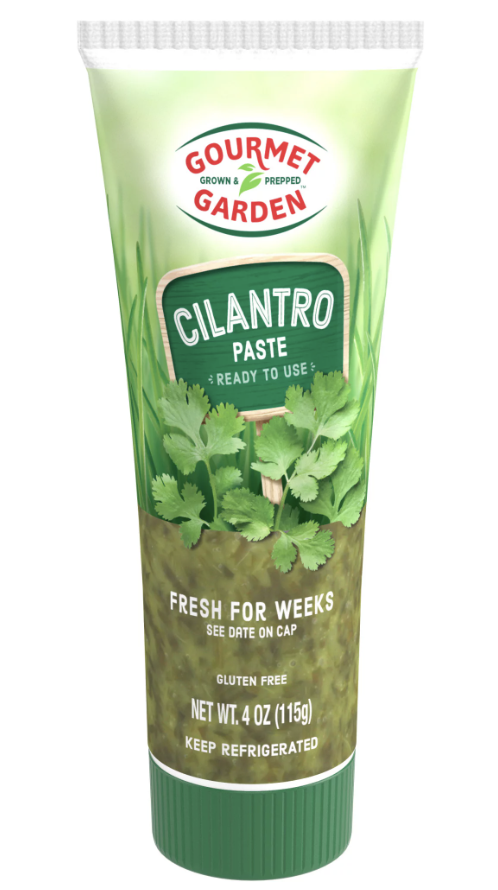 GOURMET
GROWN & PREPPED
GARDEN™
CILANTRO
PASTE
READY TO USE
FRESH FOR WEEKS
SEE DATE ON CAP
GLUTEN FREE
NET WT. 4 OZ (115g)
KEEP REFRIGERATED